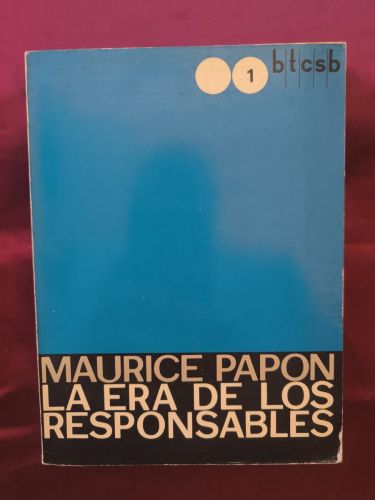 1 btcsb
MAURICE PAPON
LA ERA DE LOS
RESPONSABLES